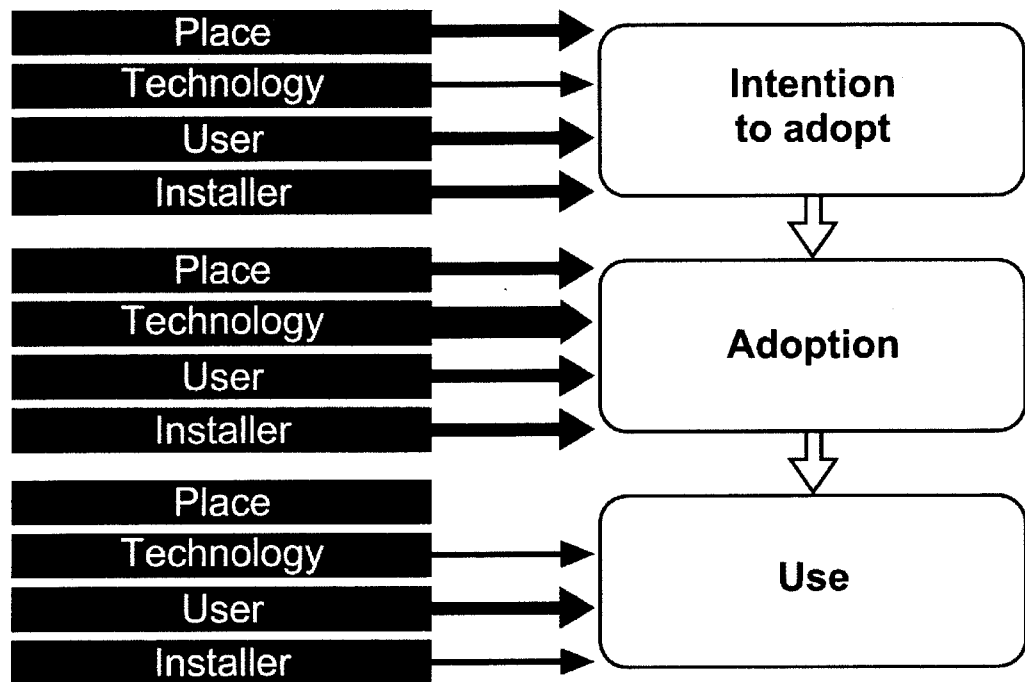 Place
Technology
User
Installer
Intention
to adopt
Place
Technology
User
Installer
Adoption
Place
Technology
User
Installer
Use